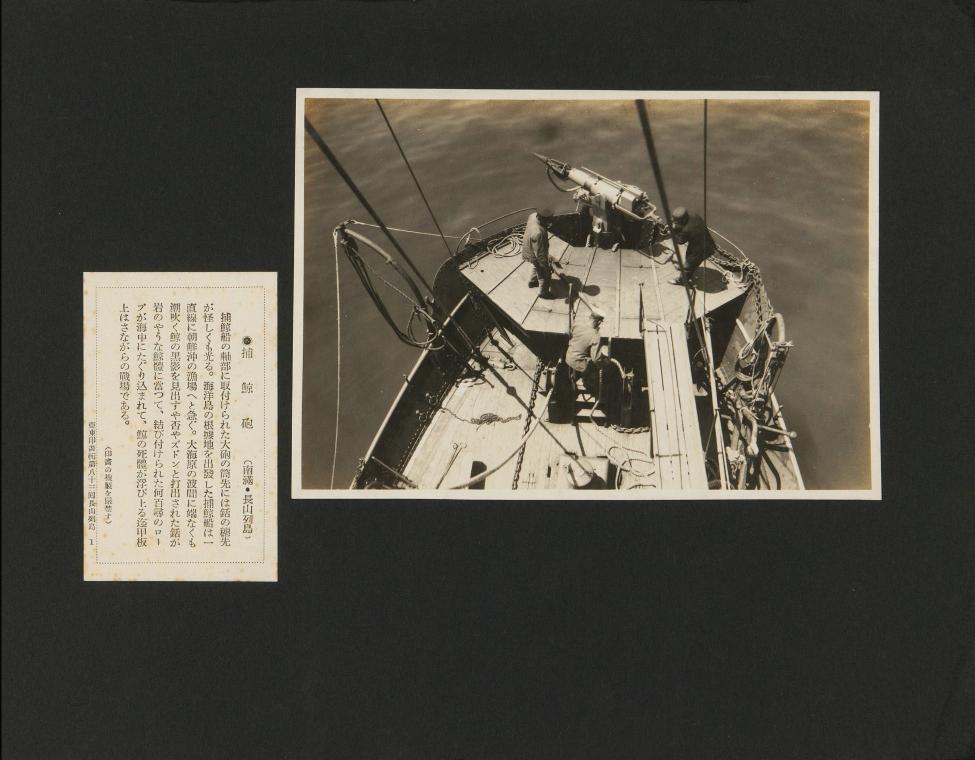 ◉捕鯨砲 (南滿・長山列島)
捕鯨船の舳部に取付けられた大砲の筒先には銛の穗先
が怪しくも光る。海洋島の根據地を出發した捕鯨船は一
直線に朝鮮沖の漁場へと急ぐ。大海原の波間に端なくも
潮吹く鯨の黒影を見出すや否やズドンと打出された銛が
岩のやうな鯨體に當つて、結び付けられた何百尋のロー
プが海中にたぐり込まれて、鯨の死體が浮び上る迄甲板
上はさながらの戰場である。
(印畫の複製を嚴禁す)
亞東印畫輯第八十三回長山列島 1